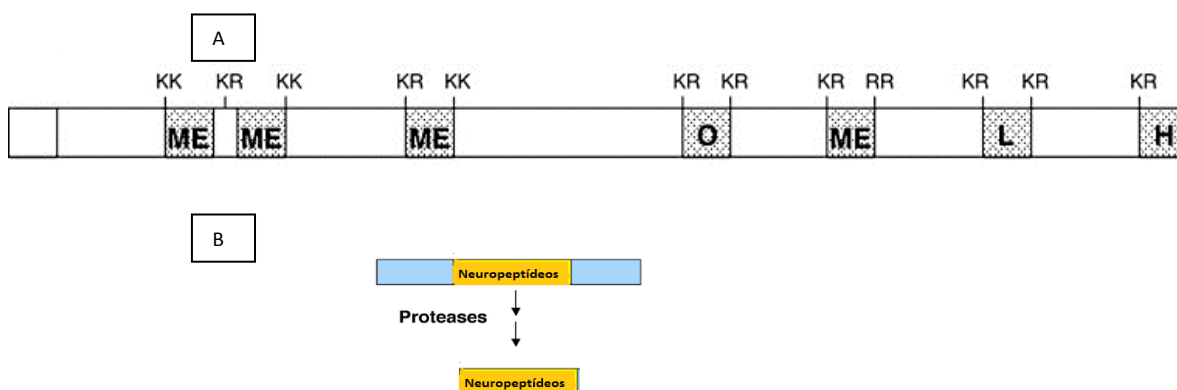 A
KK KR KK KR KK KR KR KR RR KR KR KR
ME ME ME O ME L H
B
Neuropeptídeos
Proteases
Neuropeptídeos